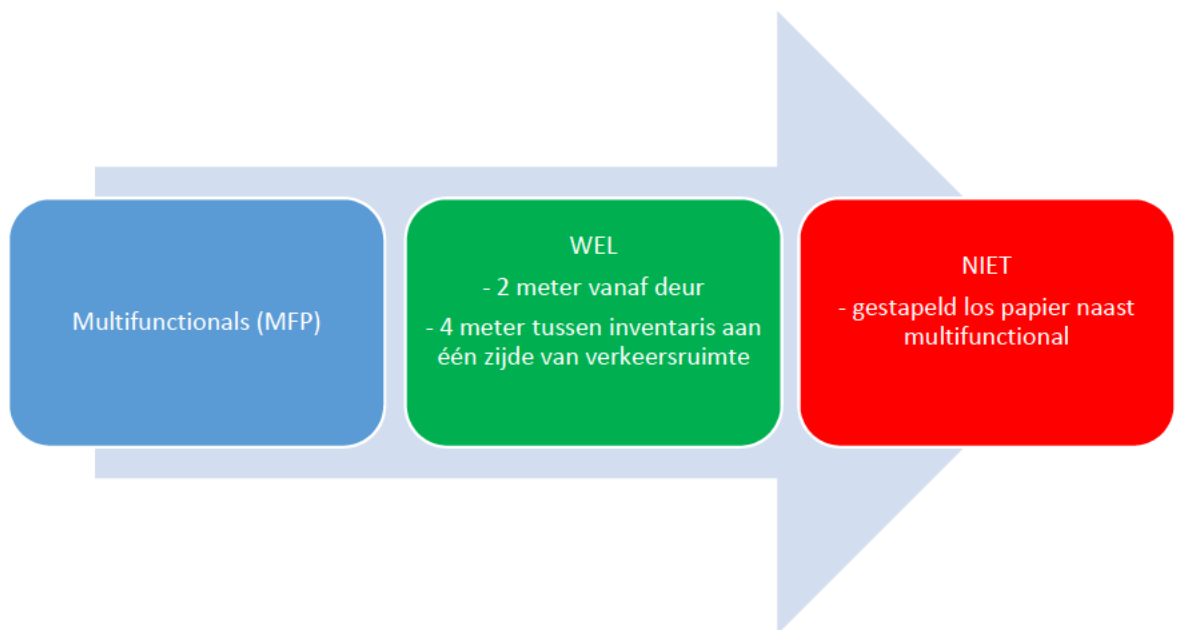 Multifunctionals (MFP)
WEL
- 2 meter vanaf deur
- 4 meter tussen inventaris aan
één zijde van verkeersruimte
NIET
- gestapeld los papier naast
multifunctional